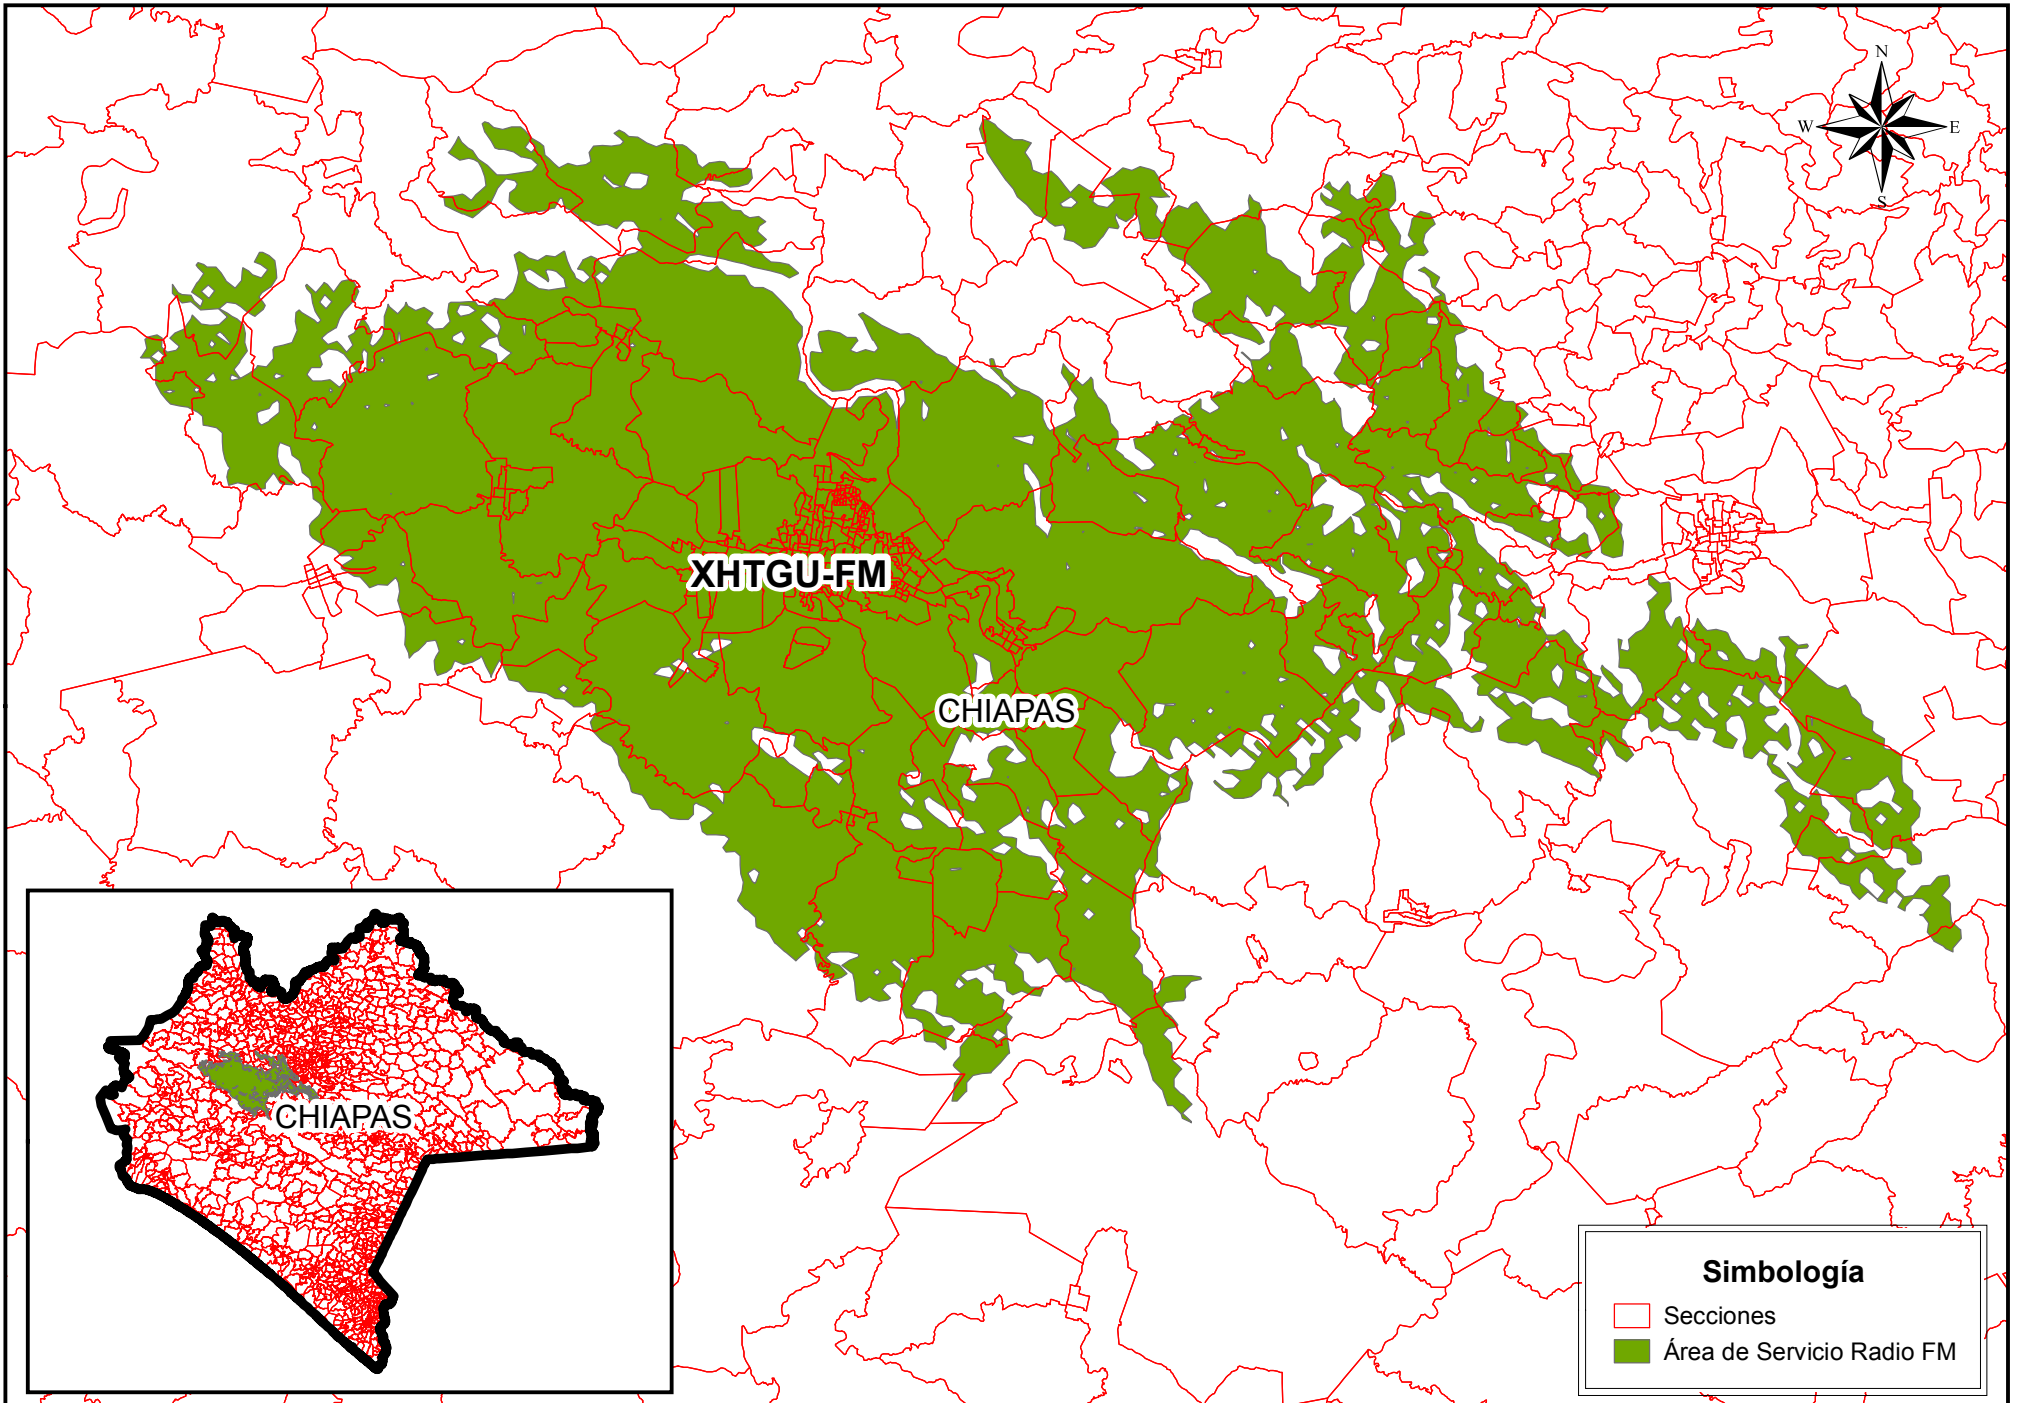 N
W E
S
XHTGU-FM
CHIAPAS
CHIAPAS
Simbología
Secciones
Área de Servicio Radio FM